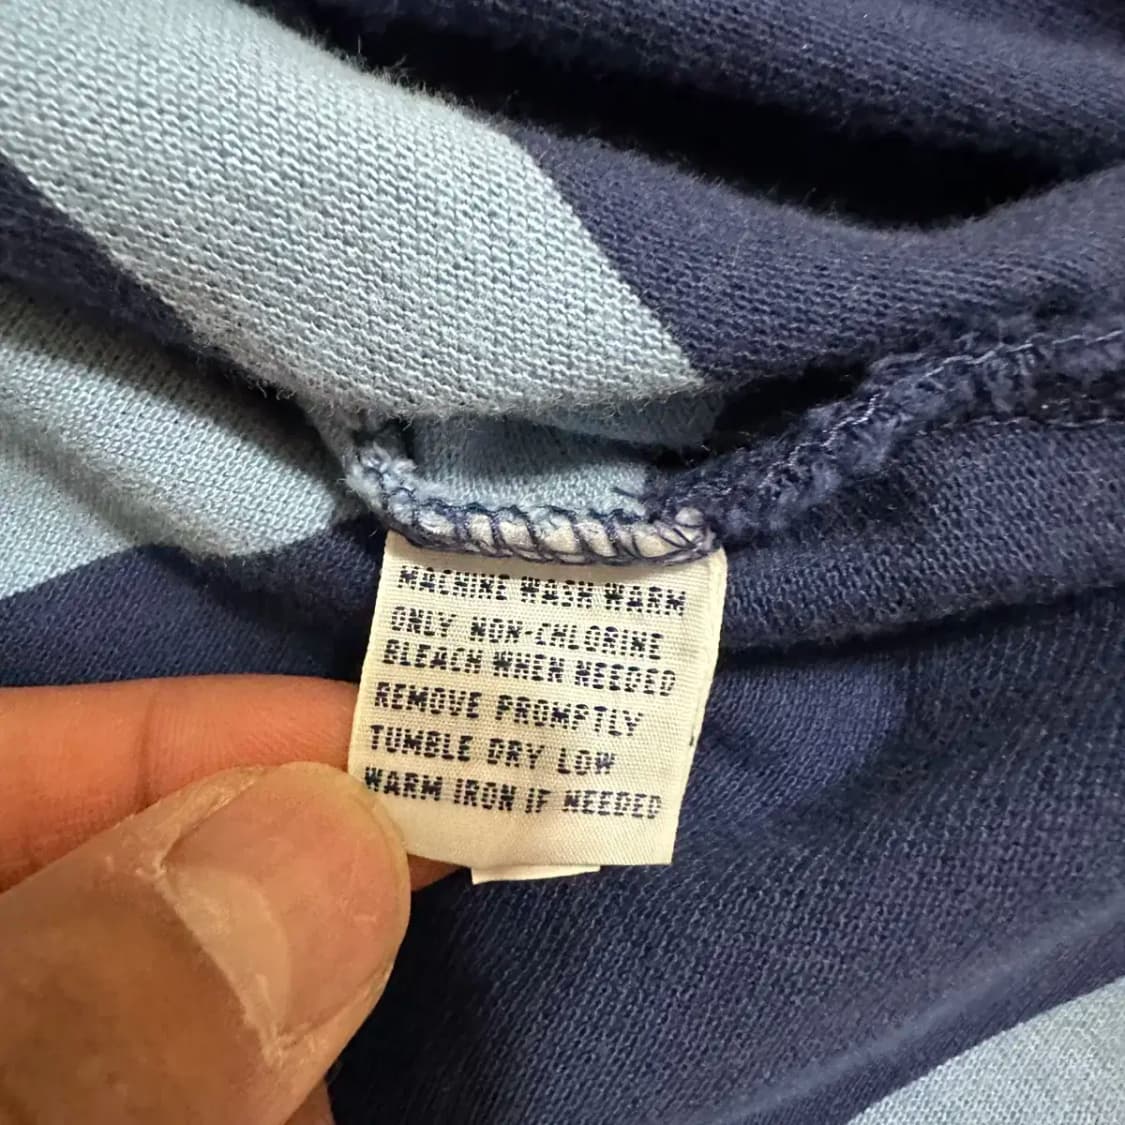 MACHINE WASH WARM
ONLY NON-CHLORINE
BLEACH WHEN NEEDED
REMOVE PROMPTLY
TUMBLE DRY LOW
WARM IRON IF NEEDED